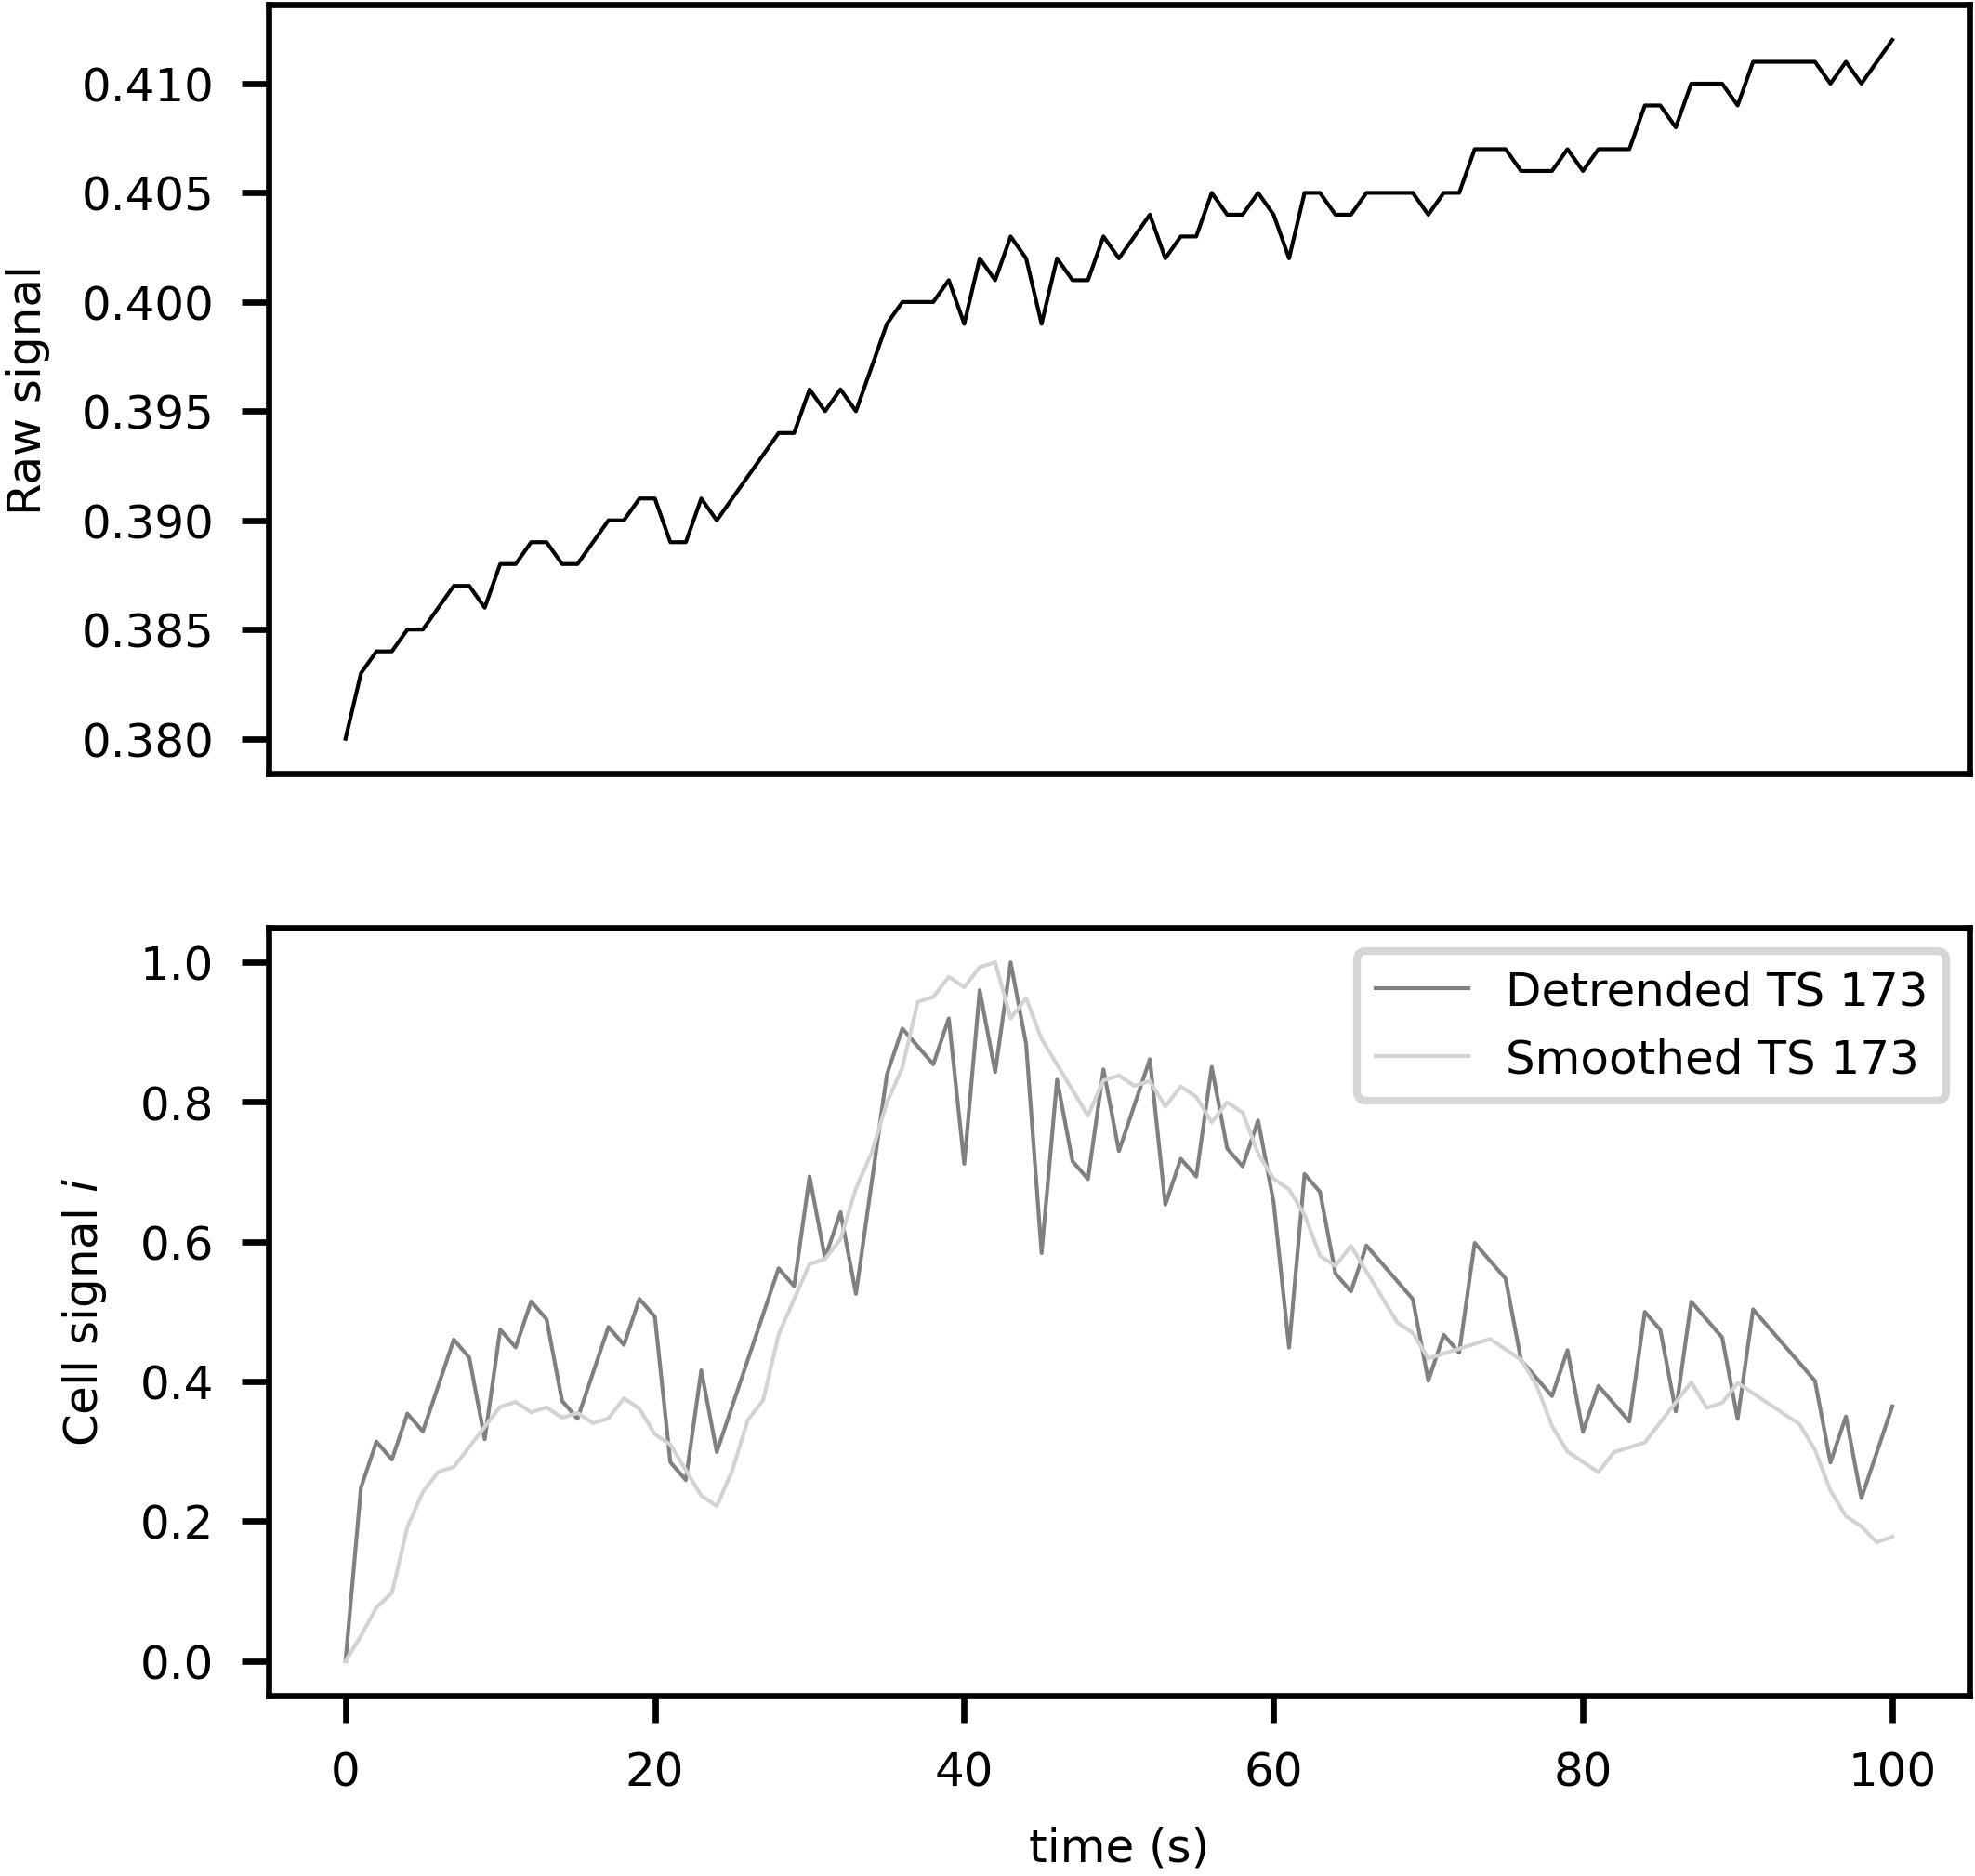 Raw signal
0.410
0.405
0.400
0.395
0.390
0.385
0.380
Cell signal i
1.0
0.8
0.6
0.4
0.2
0.0
Detrended TS 173
Smoothed TS 173
0 20 40 60 80 100
time (s)